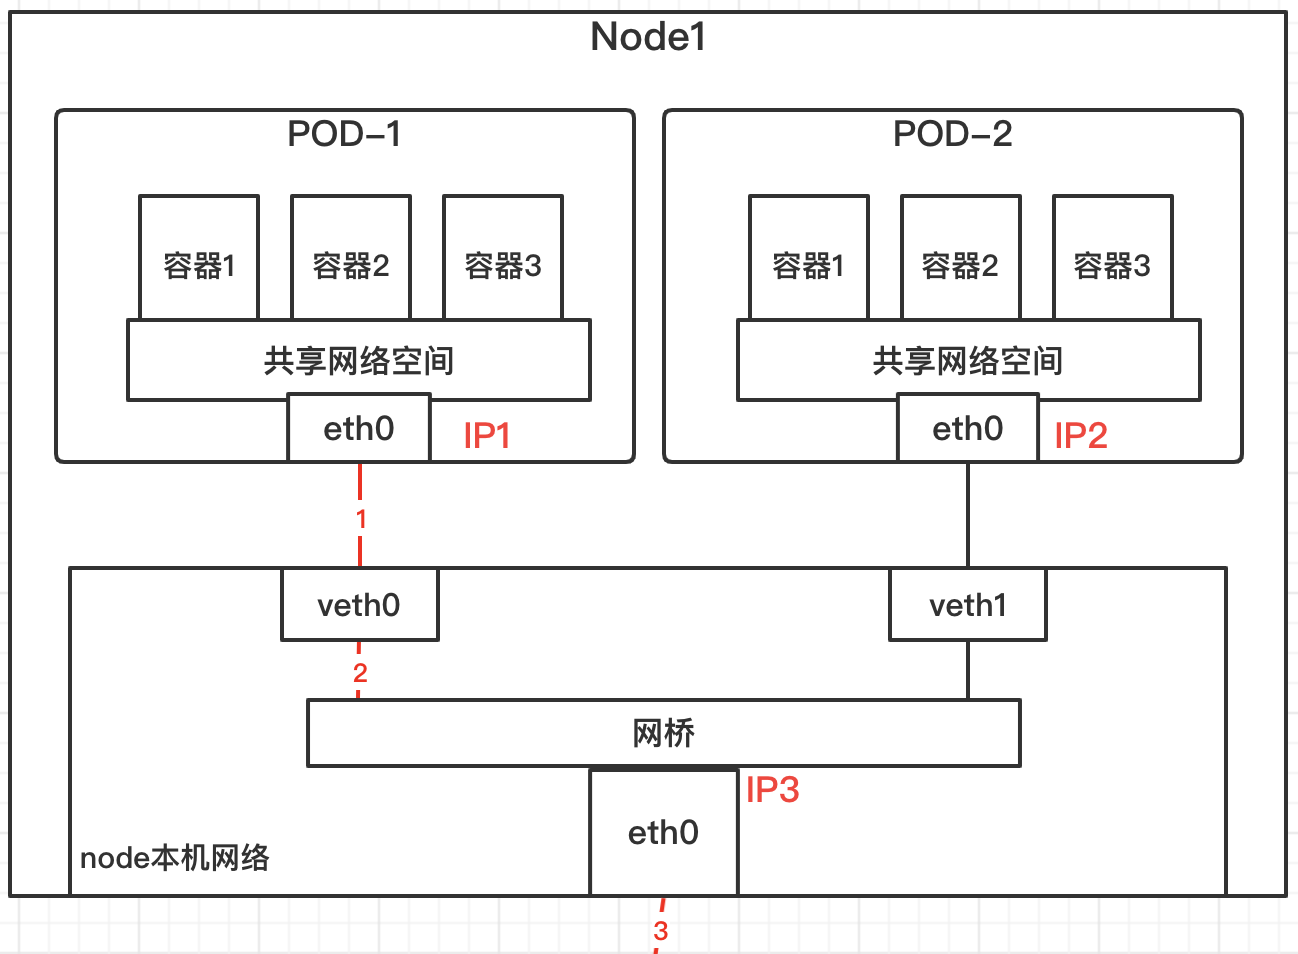 Node1
POD-1
POD-2
容器1
容器2
容器3
容器1
容器2
容器3
共享网络空间
共享网络空间
eth0
IP1
eth0
IP2
1
veth0
veth1
2
网桥
IP3
eth0
node本机网络
3